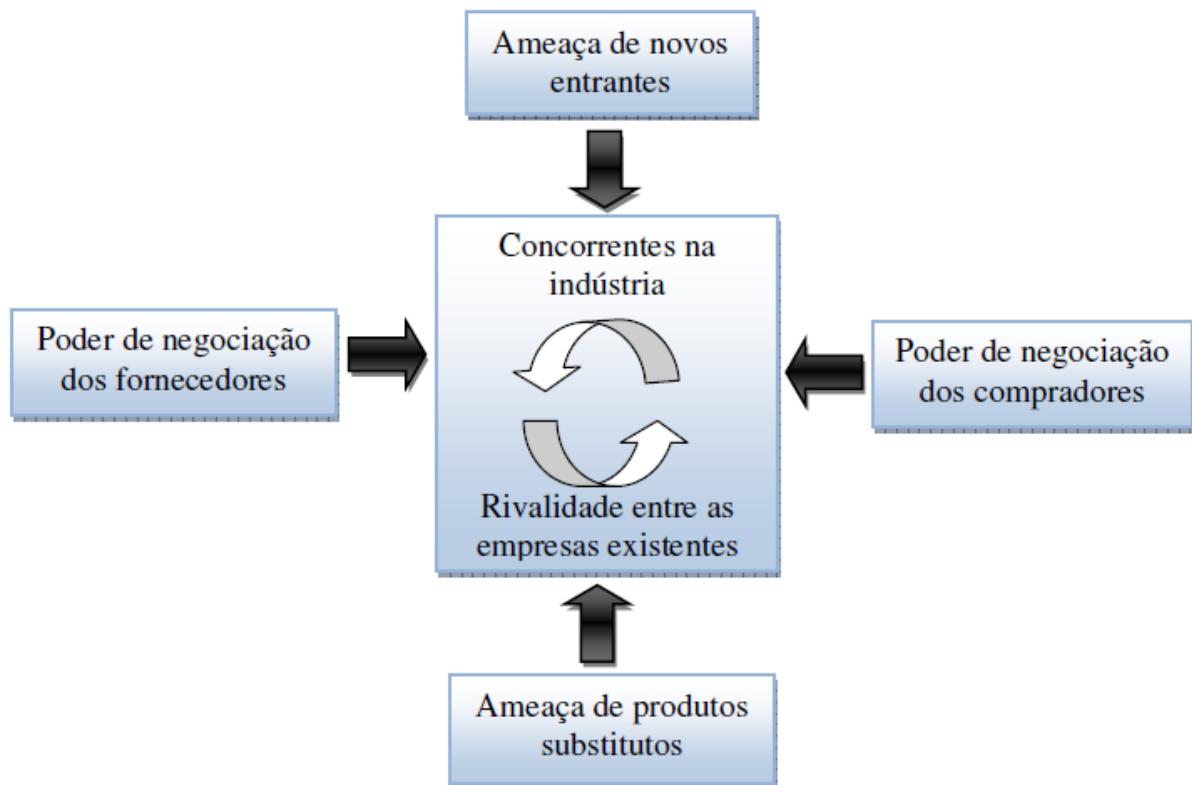 Ameaça de novos
entrantes
Concorrentes na
indústria
Poder de negociação
dos fornecedores
Poder de negociação
dos compradores
Rivalidade entre as
empresas existentes
Ameaça de produtos
substitutos